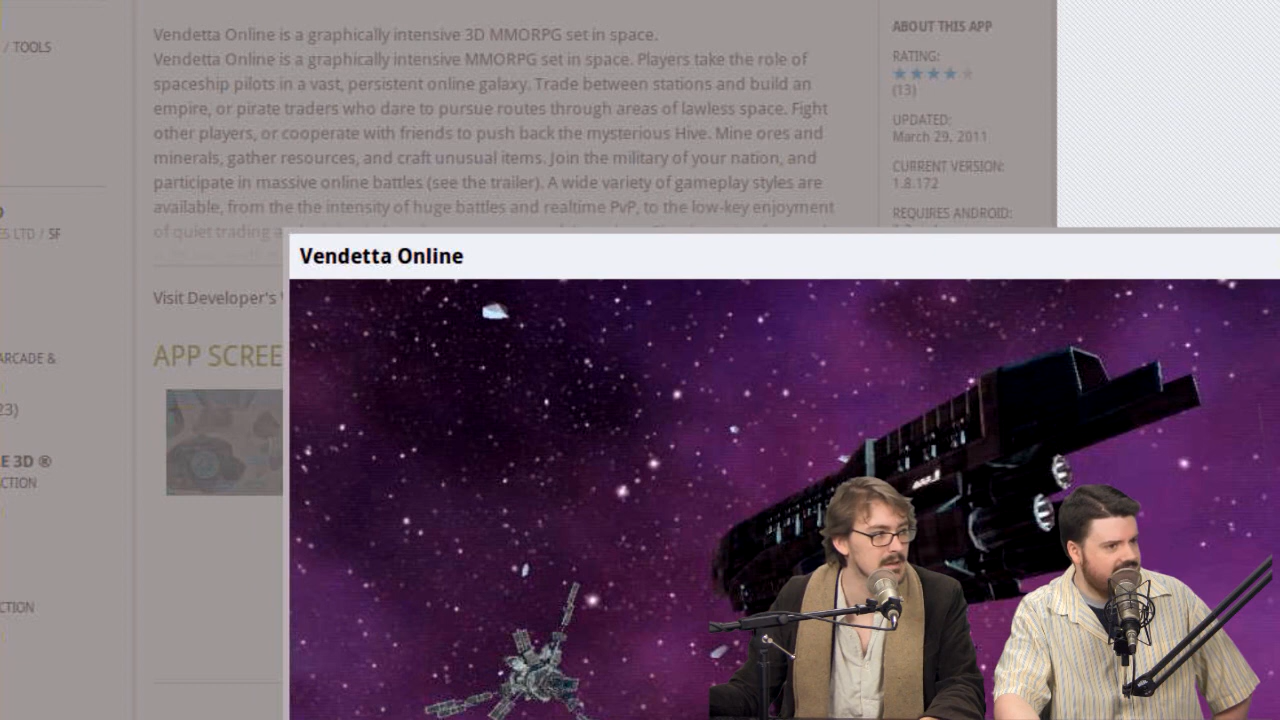 / TOOLS
ES LTD / SF
ARCADE &
23)
E 3D ®
CTION
CTION
Vendetta Online is a graphically intensive 3D MMORPG set in space.
Vendetta Online is a graphically intensive MMORPG set in space. Players take the role of
spaceship pilots in a vast, persistent online galaxy. Trade between stations and build an
empire, or pirate traders who dare to pursue routes through areas of lawless space. Fight
other players, or cooperate with friends to push back the mysterious Hive. Mine ores and
minerals, gather resources, and craft unusual items. Join the military of your nation, and
participate in massive online battles (see the trailer). A wide variety of gameplay styles are
available, from the the intensity of huge battles and realtime PvP, to the low-key enjoyment
of quiet trading
Visit Developer's
APP SCREE
ABOUT THIS APP
RATING:
(13)
UPDATED:
March 29, 2011
CURRENT VERSION:
1.8.172
REQUIRES ANDROID:
Vendetta Online